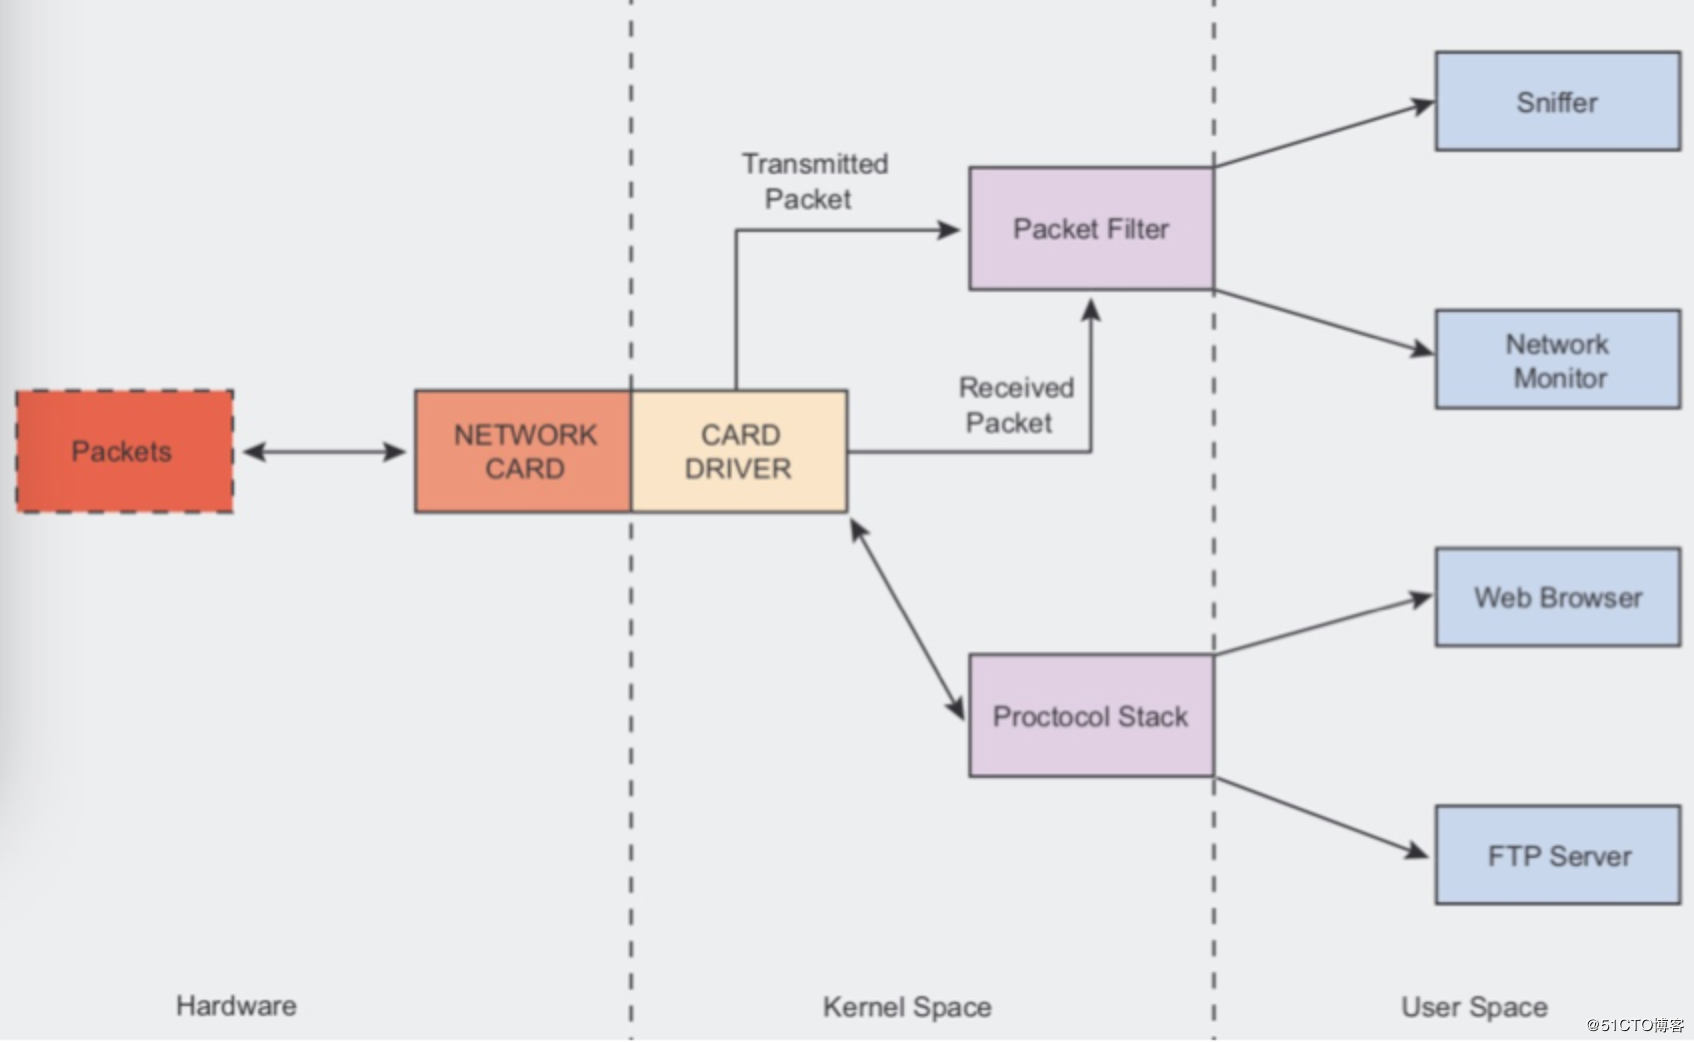 Sniffer
Transmitted
Packet
Packet Filter
Network
Monitor
Received
Packet
Packets
NETWORK
CARD
CARD
DRIVER
Web Browser
Proctocol Stack
FTP Server
Hardware
Kernel Space
User Space
@51CTO博客